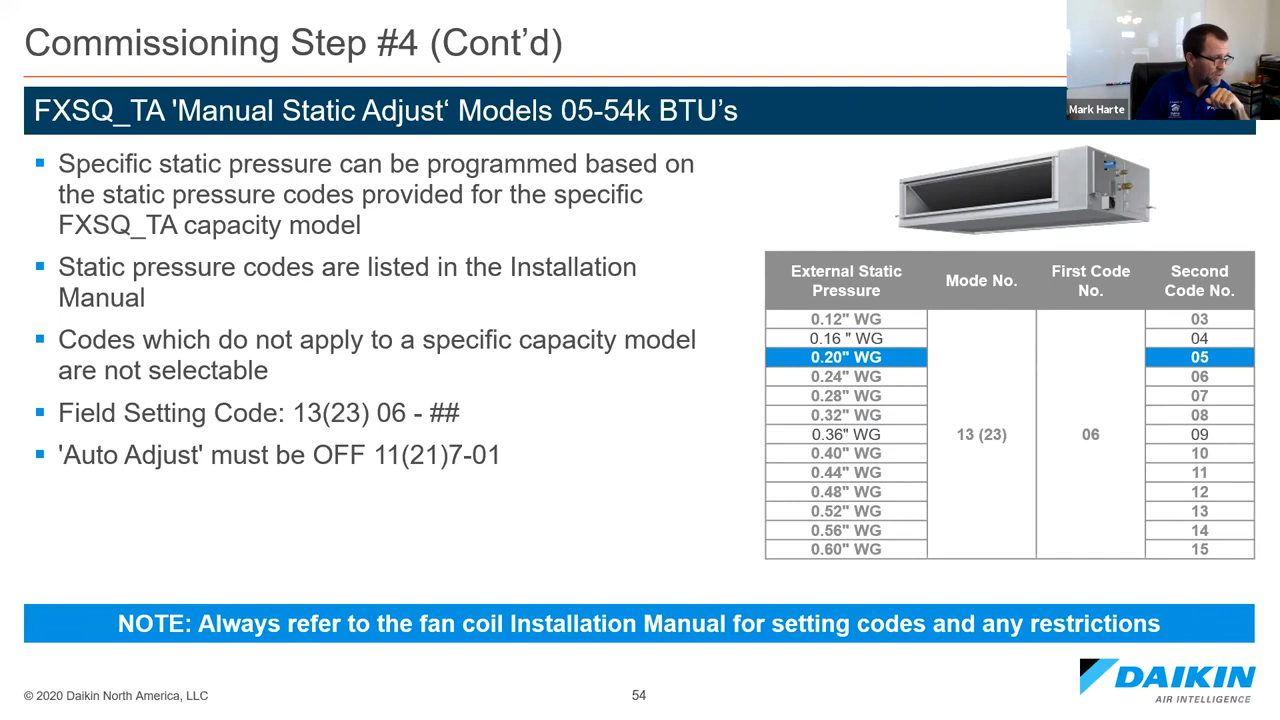 Commissioning Step #4 (Cont’d)
Mark Harte
FXSQ_TA 'Manual Static Adjust‘ Models 05-54k BTU’s
Specific static pressure can be programmed based on
the static pressure codes provided for the specific
FXSQ_TA capacity model
Static pressure codes are listed in the Installation
Manual
Codes which do not apply to a specific capacity model
are not selectable
Field Setting Code: 13(23) 06 - ##
'Auto Adjust' must be OFF 11(21)7-01
External Static Pressure Mode No. First Code No. Second Code No.
0.12" WG 03
0.16 " WG 04
0.20" WG 05
0.24" WG 06
0.28" WG 07
0.32" WG 08
0.36" WG 13 (23) 06 09
0.40" WG 10
0.44" WG 11
0.48" WG 12
0.52" WG 13
0.56" WG 14
0.60" WG 15
NOTE: Always refer to the fan coil Installation Manual for setting codes and any restrictions
© 2020 Daikin North America, LLC
54
DAIKIN
AIR INTELLIGENCE